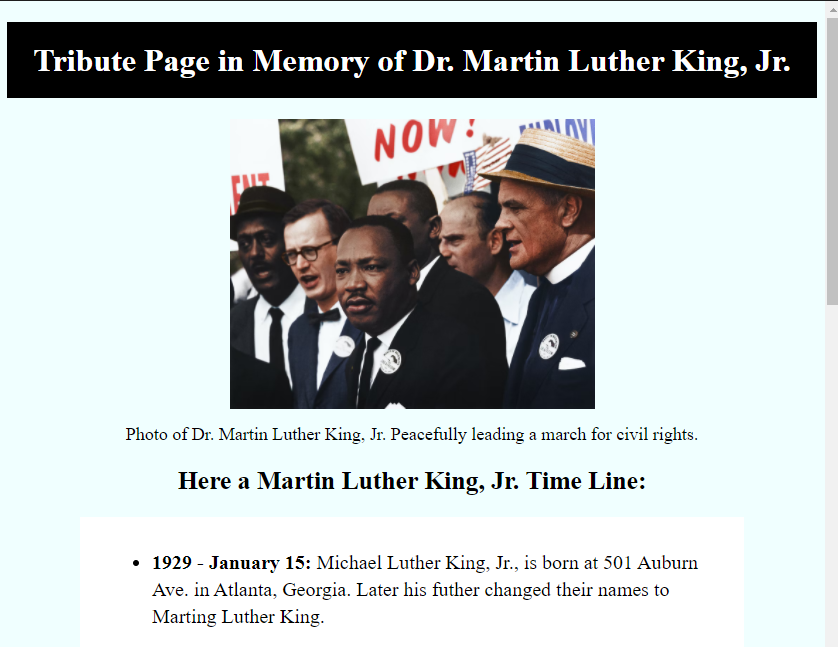 Tribute Page in Memory of Dr. Martin Luther King, Jr.
NOW!
ENT
Photo of Dr. Martin Luther King, Jr. Peacefully leading a march for civil rights.
Here a Martin Luther King, Jr. Time Line:
• 1929 - January 15: Michael Luther King, Jr., is born at 501 Auburn
Ave. in Atlanta, Georgia. Later his futher changed their names to
Marting Luther King.